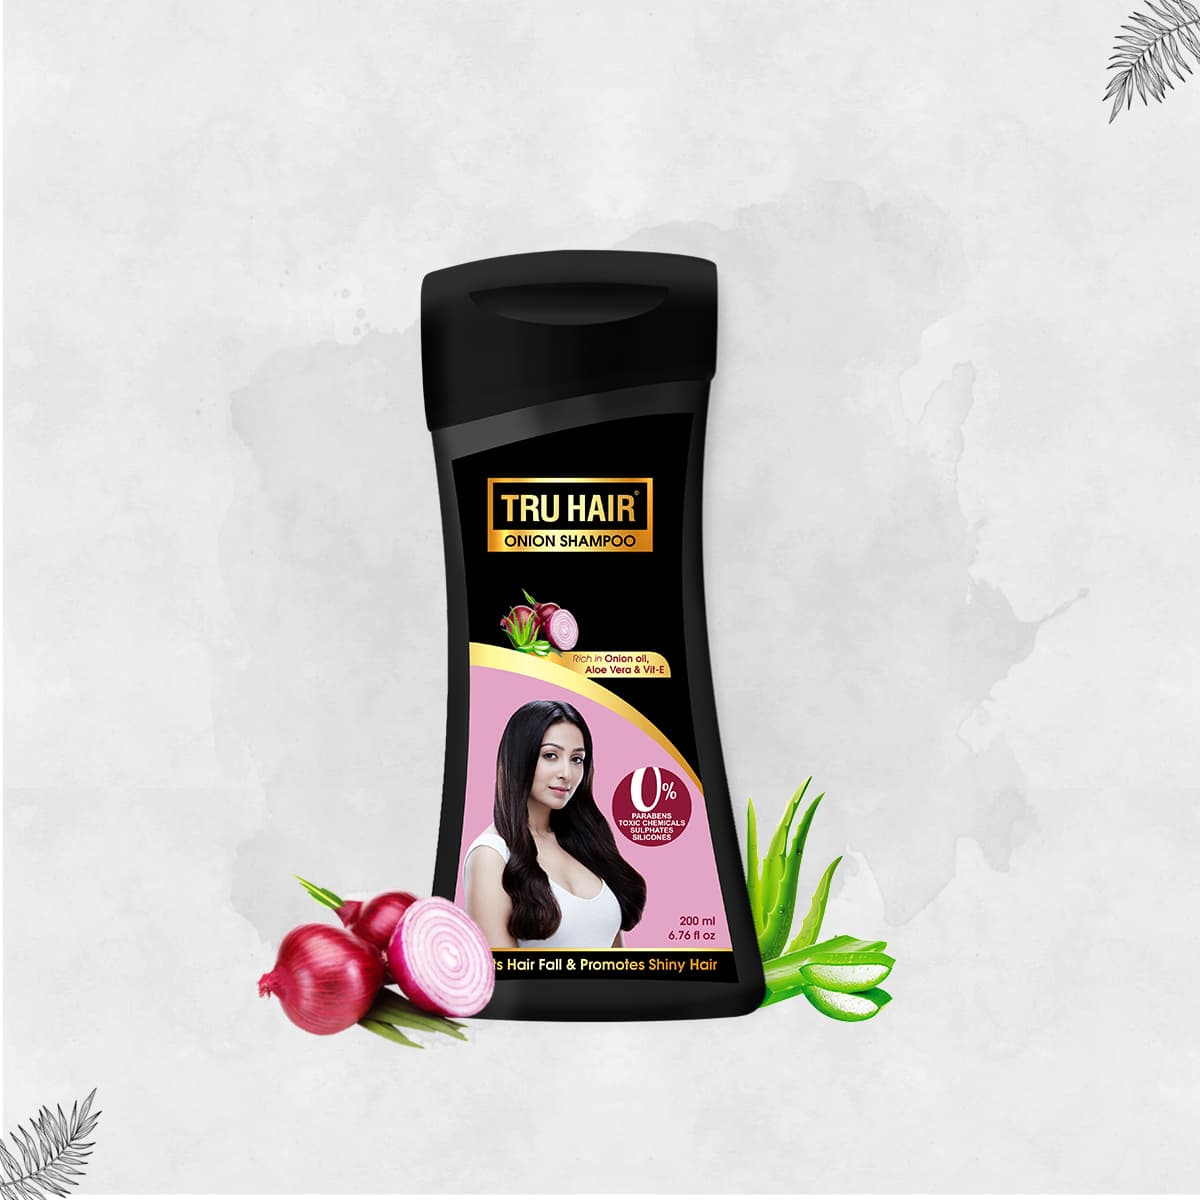 TRU HAIR®
ONION SHAMPOO
Rich in Onion oil,
Aloe Vera & Vit-E
0%
PARABENS
TOXIC CHEMICALS
SULPHATES
SILICONES
200 ml
6.76 fl oz
Hair Fall & Promotes Shiny Hair